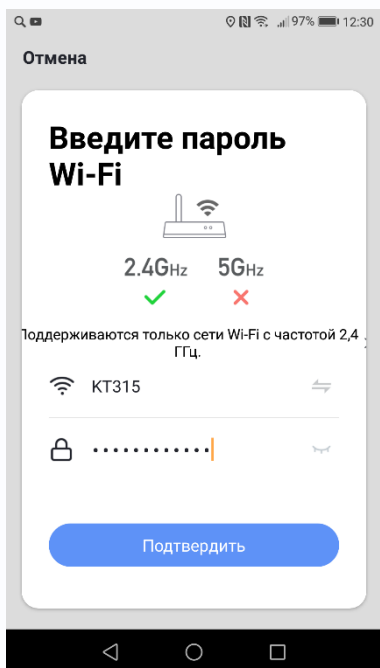 97% 12:30
Отмена
Введите пароль
Wi-Fi
2.4GHz 5GHz
Поддерживаются только сети Wi-Fi с частотой 2,4
ГГц.
KT315
Подтвердить